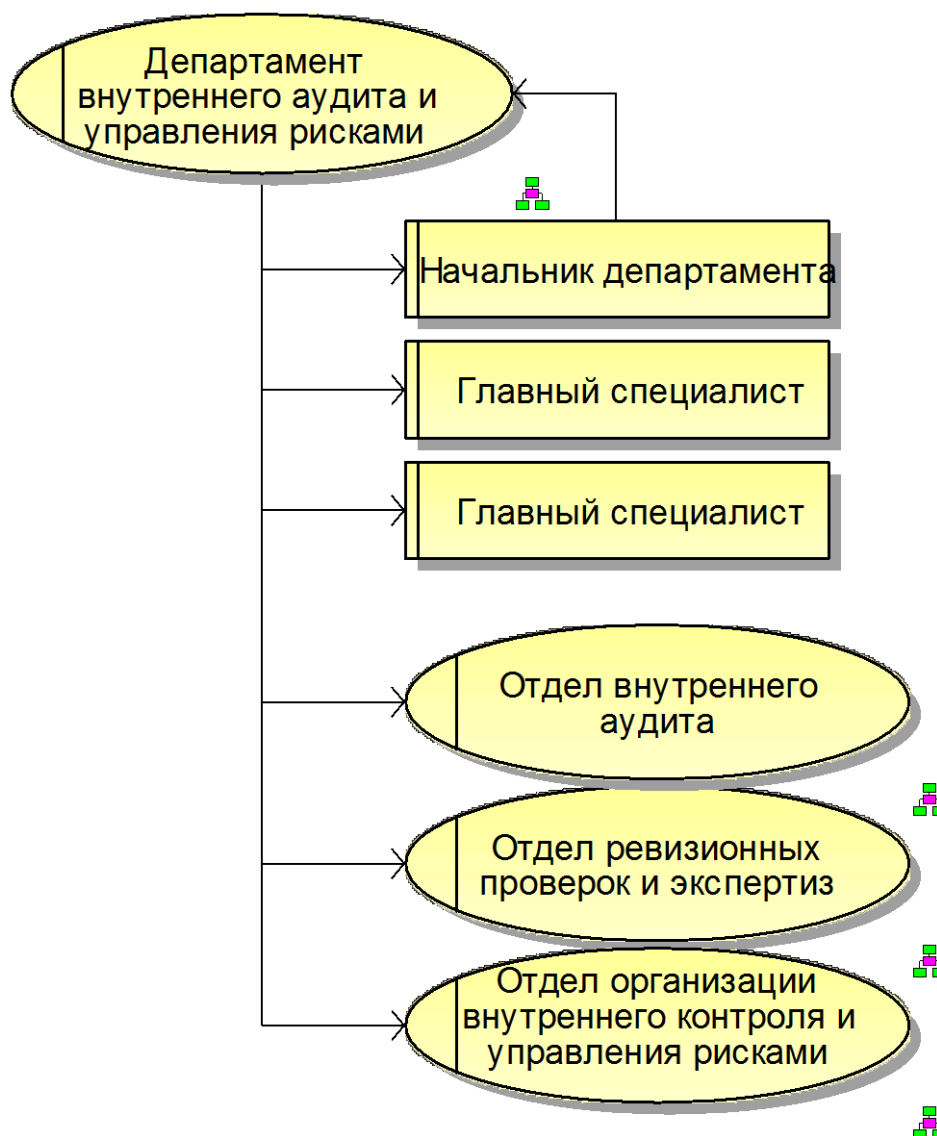 Департамент
внутреннего аудита и
управления рисками
Начальник департамента
Главный специалист
Главный специалист
Отдел внутреннего
аудита
Отдел ревизионных
проверок и экспертиз
Отдел организации
внутреннего контроля и
управления рисками